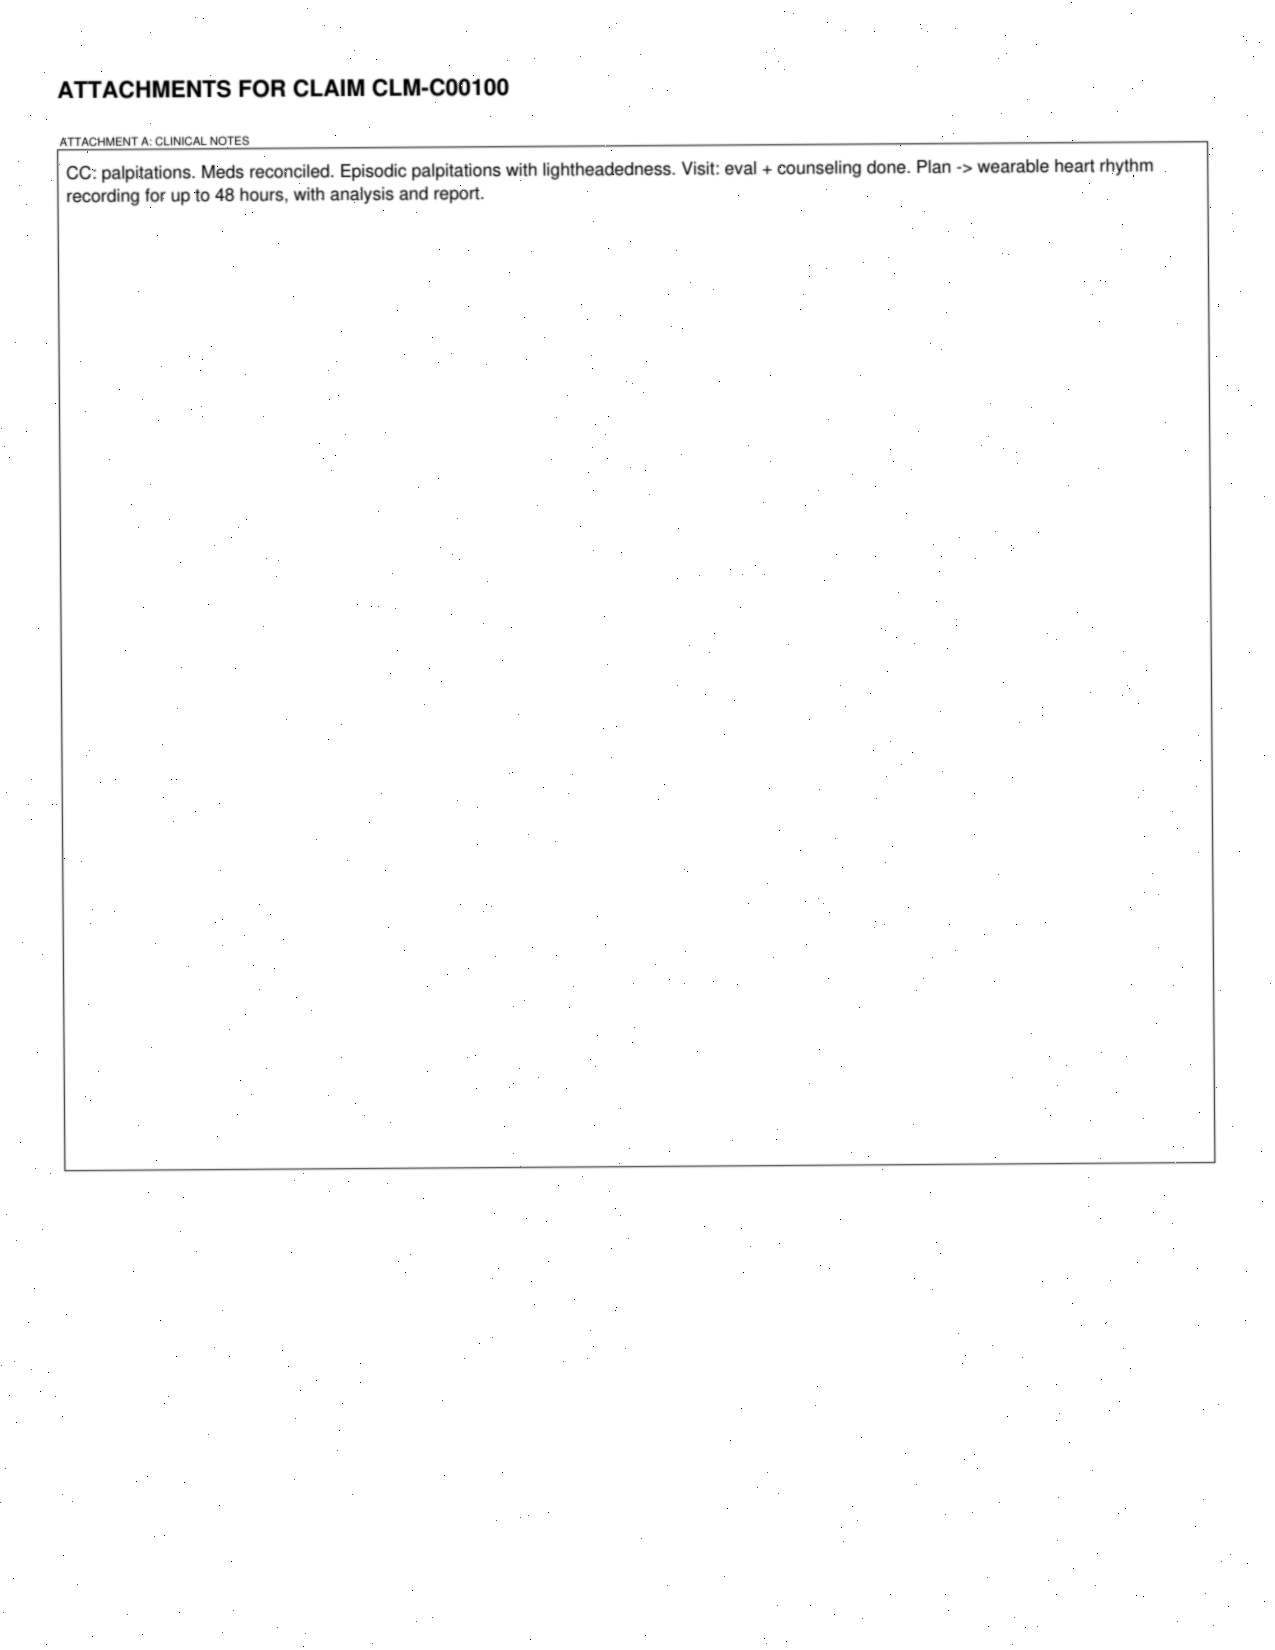 ATTACHMENTS FOR CLAIM CLM-C00100
ATTACHMENT A: CLINICAL NOTES
CC: palpitations. Meds reconciled. Episodic palpitations with lightheadedness. Visit: eval + counseling done. Plan -> wearable heart rhythm
recording for up to 48 hours, with analysis and report.